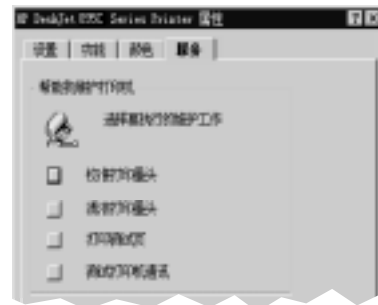 HP DeskJet 895C Series Printer 属性
设置 功能 颜色 服务
帮助我维护打印机
选择要执行的维护工作
校准打印墨头
清洁打印墨头
打印测试页
测试打印机通讯